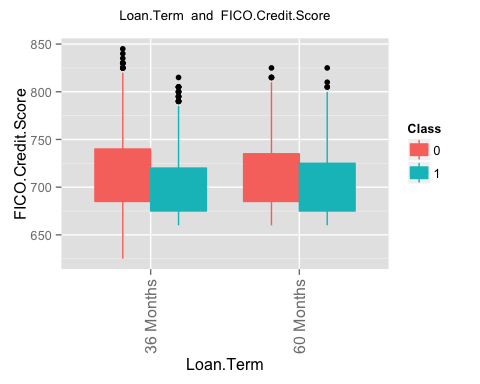 Loan.Term and FICO.Credit.Score
850
800
750
700
650
FICO.Credit.Score
36 Months
60 Months
Loan.Term
Class
0
1